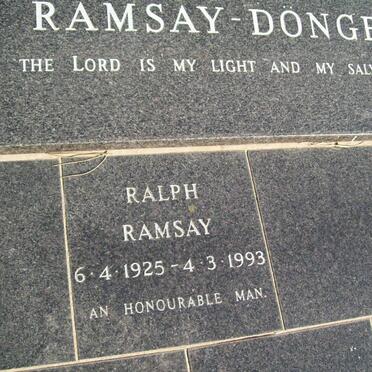 RAMSAY-DÖNGE
THE LORD IS MY LIGHT AND MY SALV
RALPH
RAMSAY
6·4·1925-4·3·1993
AN HONOURABLE MAN.